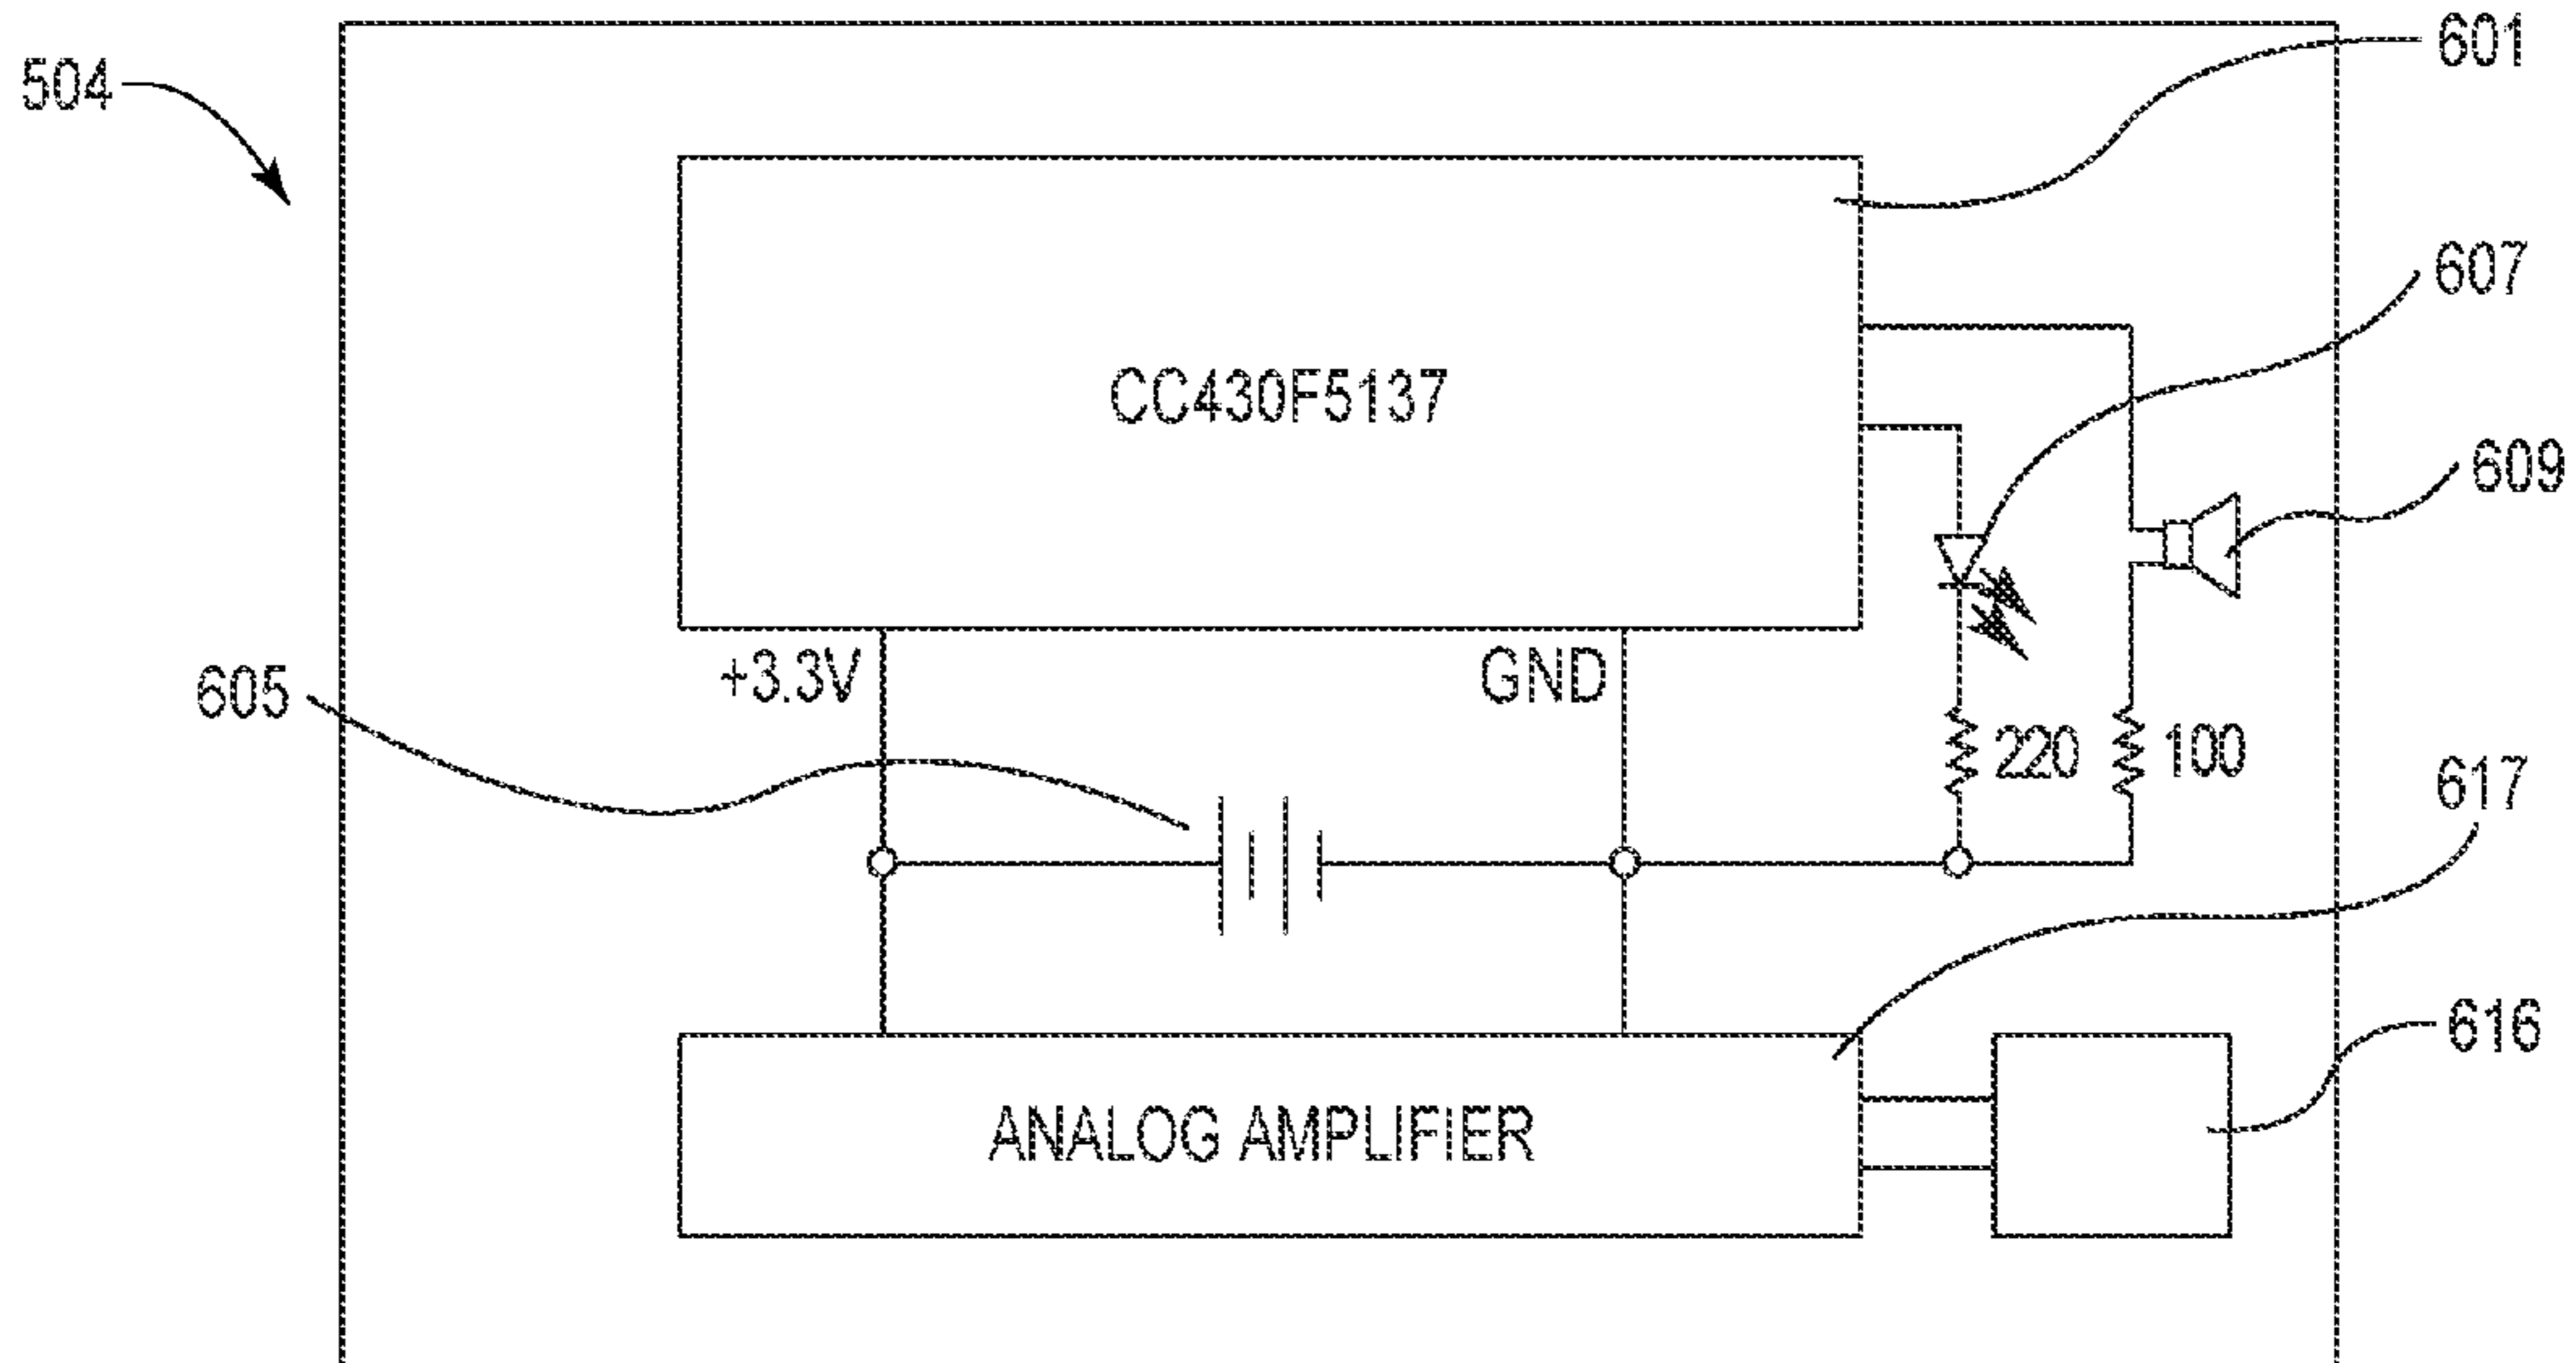 601
504
607
CC430F5137
609
+3.3V
GND
605
220
100
617
616
ANALOG AMPLIFIER